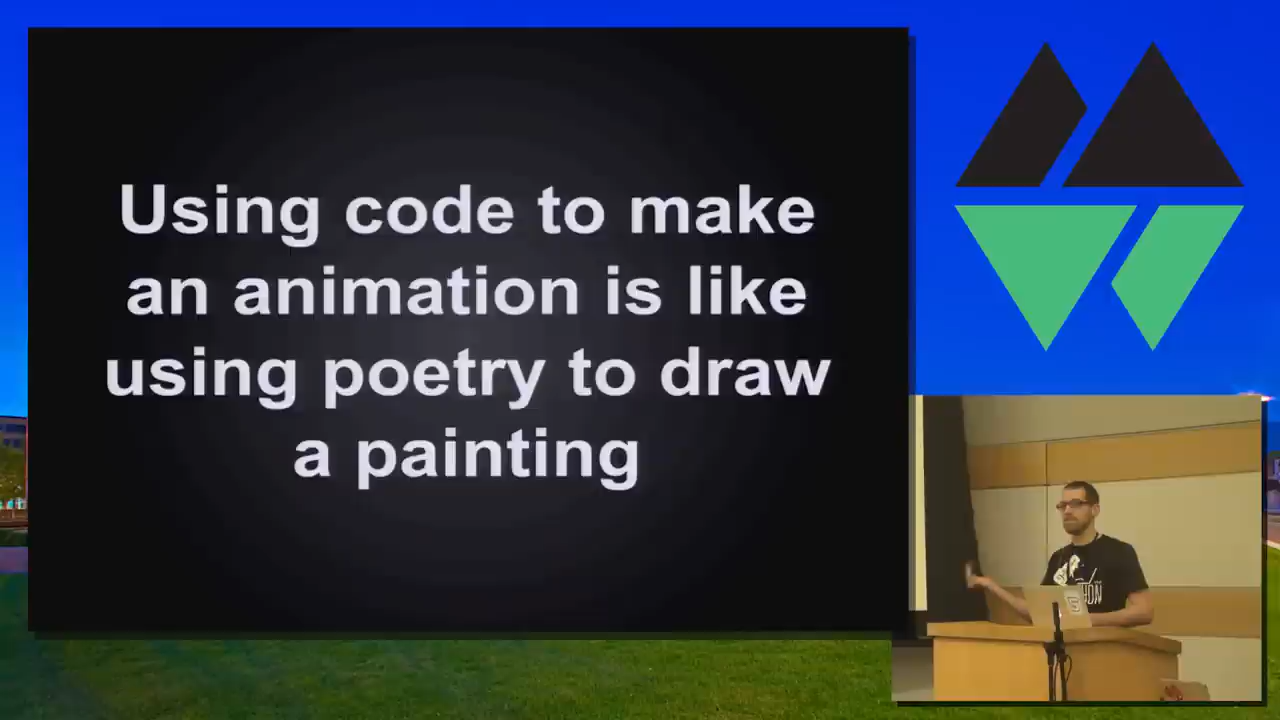 Using code to make
an animation is like
using poetry to draw
a painting